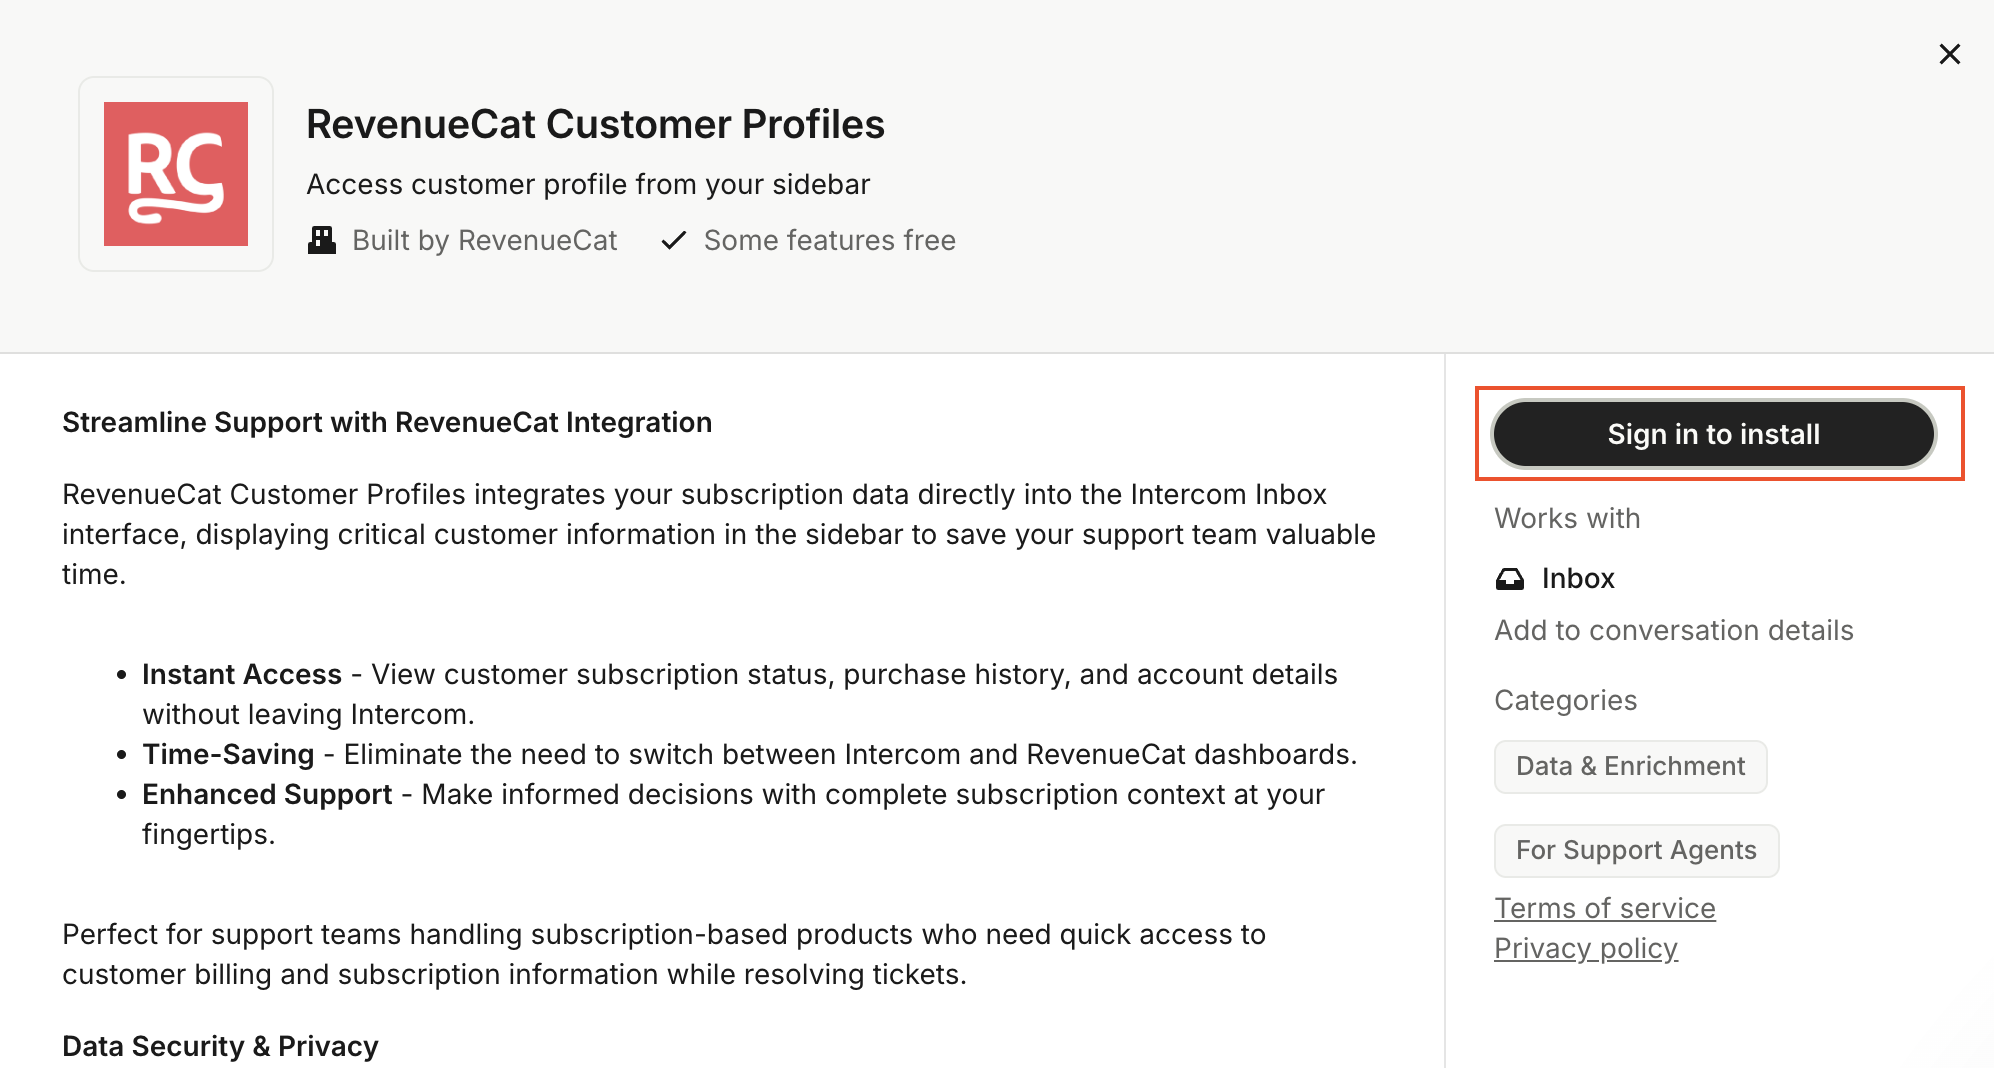 RC
RevenueCat Customer Profiles
Access customer profile from your sidebar
Built by RevenueCat
Some features free
Streamline Support with RevenueCat Integration
RevenueCat Customer Profiles integrates your subscription data directly into the Intercom Inbox
interface, displaying critical customer information in the sidebar to save your support team valuable
time.
• Instant Access - View customer subscription status, purchase history, and account details
without leaving Intercom.
• Time-Saving - Eliminate the need to switch between Intercom and RevenueCat dashboards.
• Enhanced Support - Make informed decisions with complete subscription context at your
fingertips.
Perfect for support teams handling subscription-based products who need quick access to
customer billing and subscription information while resolving tickets.
Data Security & Privacy
Sign in to install
Works with
Inbox
Add to conversation details
Categories
Data & Enrichment
For Support Agents
Terms of service
Privacy policy